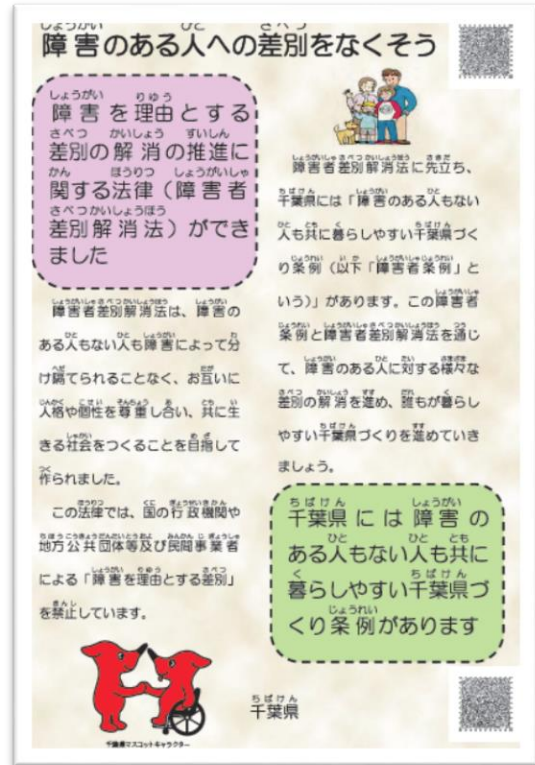 障害のある人への差別をなくそう
障害を理由とする
差別の解消の推進に
関する法律(障害者
差別解消法)ができ
ました
障害者差別解消法は、障害の
ある人もない人も障害によって分
け隔てられることなく、お互いに
人格や個性を尊重し合い、共に生
きる社会をつくることを目指して
作られました。
この法律では、国の行政機関や
地方公共団体等及び民間事業者
による「障害を理由とする差別」
を禁止しています。
千葉県マスコットキャラクター
障害者差別解消法に先立ち、
千葉県には「障害のある人もない
人も共に暮らしやすい千葉県づく
り条例(以下「障害者条例」と
いう)」があります。この障害者
条例と障害者差別解消法を通じ
て、障害のある人に対する様々な
差別の解消を進め、誰もが暮らし
やすい千葉県づくりを進めていき
ましょう。
千葉県には障害の
ある人もない人も共に
暮らしやすい千葉県づ
くり条例があります
千葉県